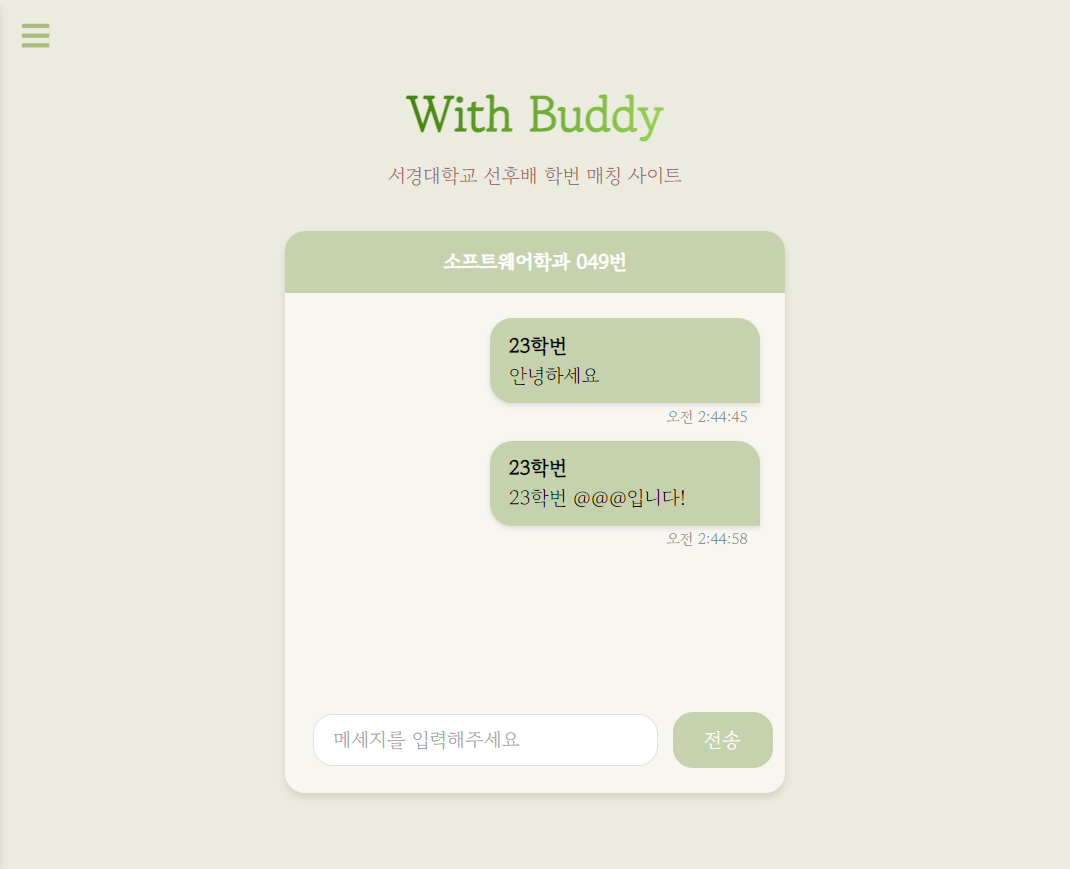 With Buddy
서경대학교 선후배 학번 매칭 사이트
소프트웨어학과 049번
23학번
안녕하세요
오전 2:44:45
23학번
23학번 @@@입니다!
오전 2:44:58
메세지를 입력해주세요
전송